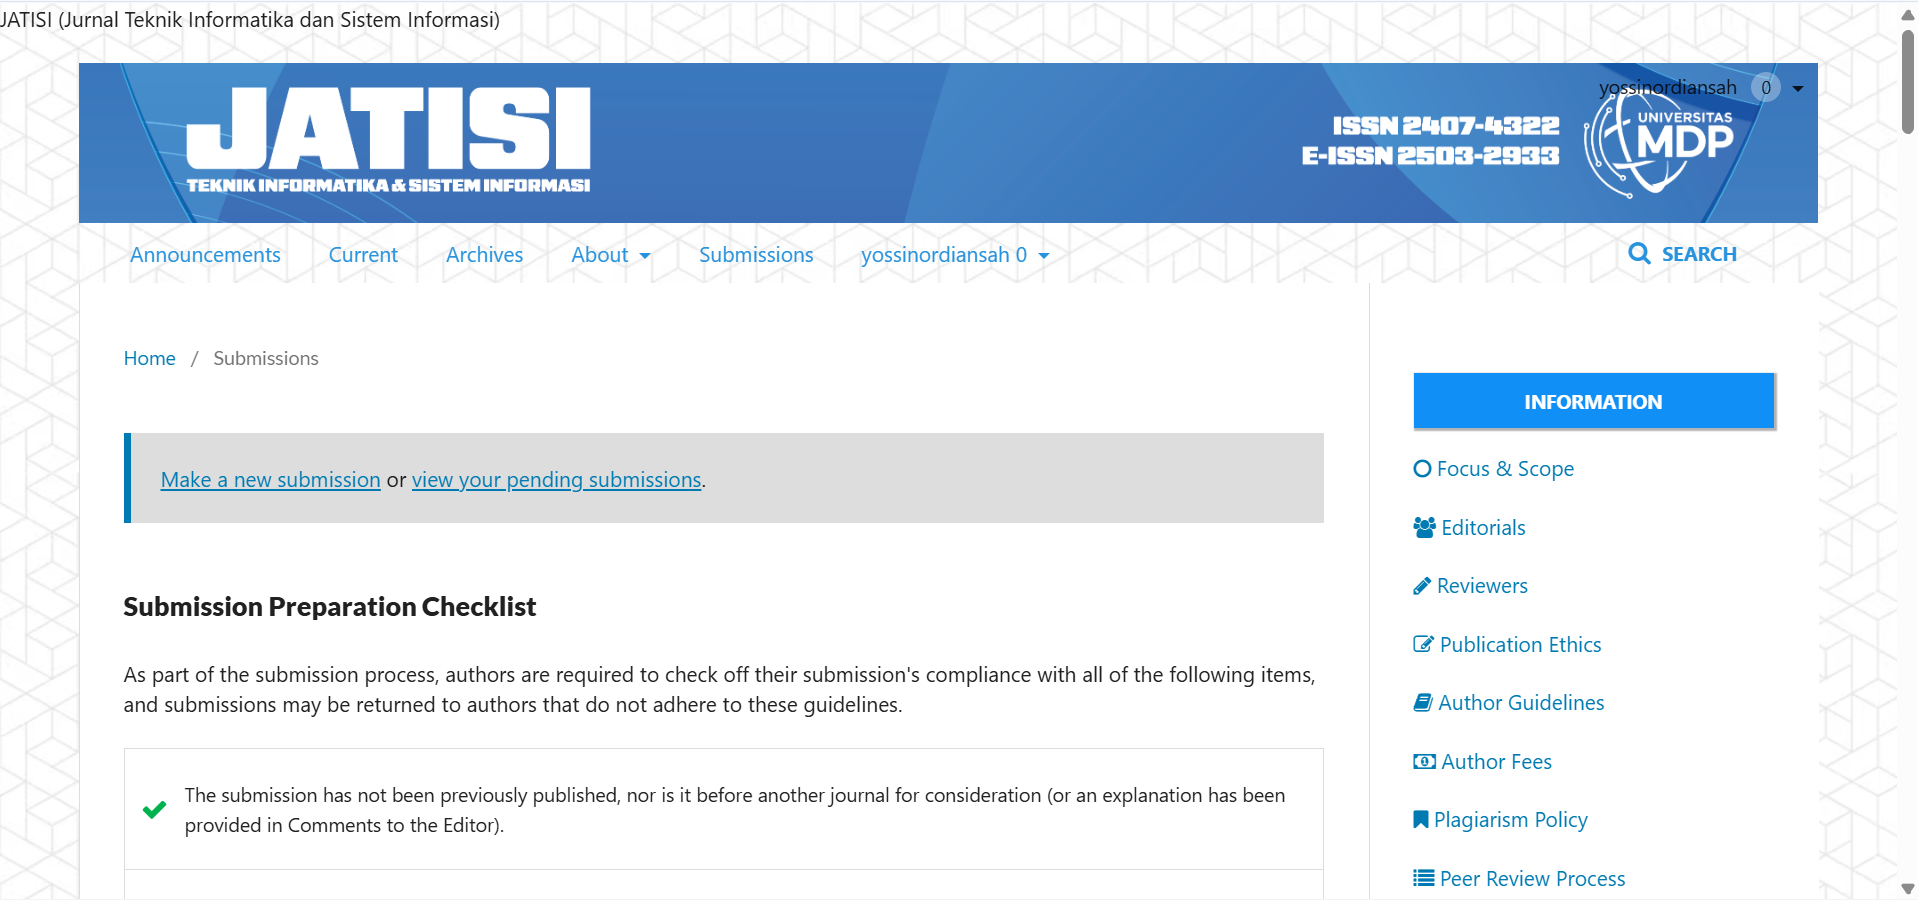 JATISI (Jurnal Teknik Informatika dan Sistem Informasi)
yossinordiansah 0
JATISI
TEKNIK INFORMATIKA & SISTEM INFORMASI
ISSN 2407-4322
E-ISSN 2503-2933
UNIVERSITAS
MDP
Announcements Current Archives About Submissions yossinordiansah 0 SEARCH
Home / Submissions
Make a new submission or view your pending submissions.
Submission Preparation Checklist
As part of the submission process, authors are required to check off their submission's compliance with all of the following items,
and submissions may be returned to authors that do not adhere to these guidelines.
The submission has not been previously published, nor is it before another journal for consideration (or an explanation has been
provided in Comments to the Editor).
INFORMATION
Focus & Scope
Editorials
Reviewers
Publication Ethics
Author Guidelines
Author Fees
Plagiarism Policy
Peer Review Process